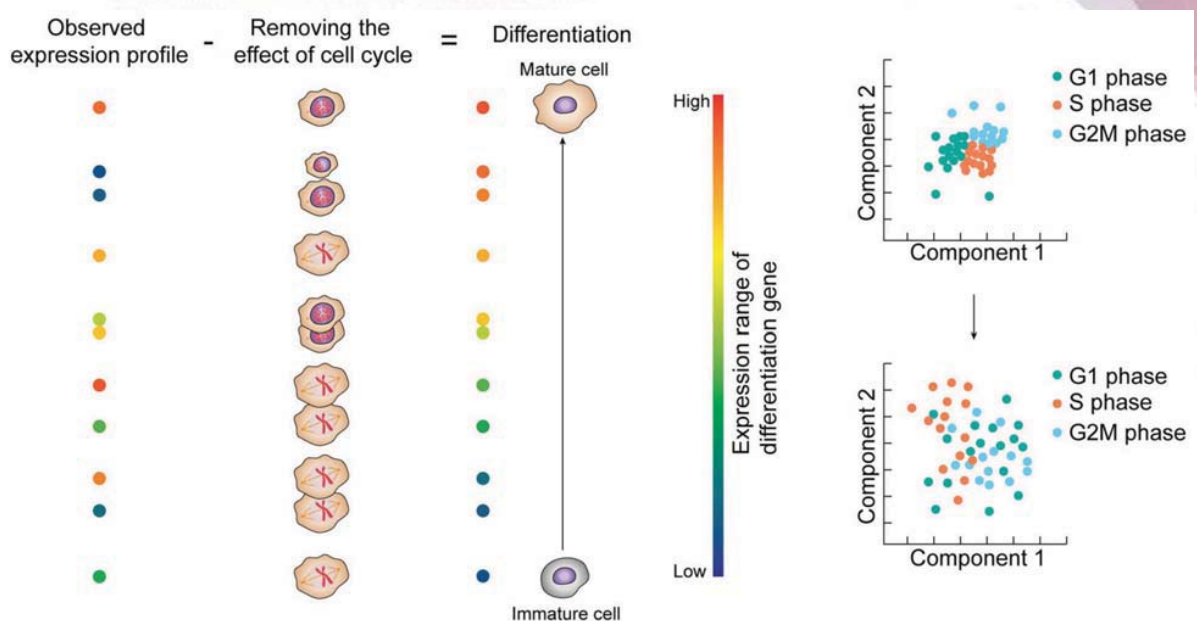 Observed
expression profile
-
Removing the
effect of cell cycle
=
Differentiation
Mature cell
Immature cell
High
Low
Expression range of
differentiation gene
Component 2
Component 1
G1 phase
S phase
G2M phase
Component 2
Component 1
G1 phase
S phase
G2M phase